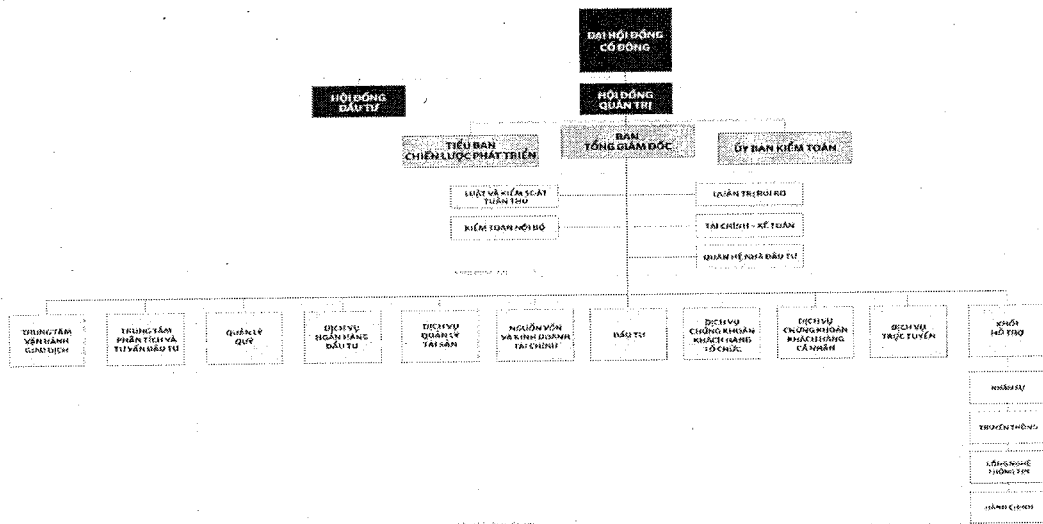 ĐẠI HỘI ĐỒNG
CỔ ĐÔNG
HỘI ĐỒNG
ĐẦU TƯ
HỘI ĐỒNG
QUẢN TRỊ
TIỂU BAN
CHIẾN LƯỢC PHÁT TRIỂN
BAN
TỔNG GIÁM ĐỐC
ỦY BAN KIỂM TOÁN
LUẬT VÀ KIỂM SOÁT
TUÂN THỦ
QUẢN TRỊ RỦI RO
KIỂM TOÁN NỘI BỘ
TÀI CHÍNH - KẾ TOÁN
QUAN HỆ NHÀ ĐẦU TƯ
TRUNG TÂM
VẬN HÀNH
GIAO DỊCH
TRUNG TÂM
PHÂN TÍCH VÀ
TƯ VẤN ĐẦU TƯ
QUẢN LÝ
QUỸ
DỊCH VỤ
NGÂN HÀNG
ĐẦU TƯ
DỊCH VỤ
QUẢN LÝ
TÀI SẢN
NGUỒN VỐN
VÀ KINH DOANH
TÀI CHÍNH
ĐẦU TƯ
DỊCH VỤ
CHỨNG KHOÁN
KHÁCH HÀNG
TỔ CHỨC
DỊCH VỤ
CHỨNG KHOÁN
KHÁCH HÀNG
CÁ NHÂN
DỊCH VỤ
TRỰC TUYẾN
KHỐI
HỖ TRỢ
NHÂN SỰ
TRUYỀN THÔNG
CÔNG NGHỆ
THÔNG TIN
HÀNH CHÍNH